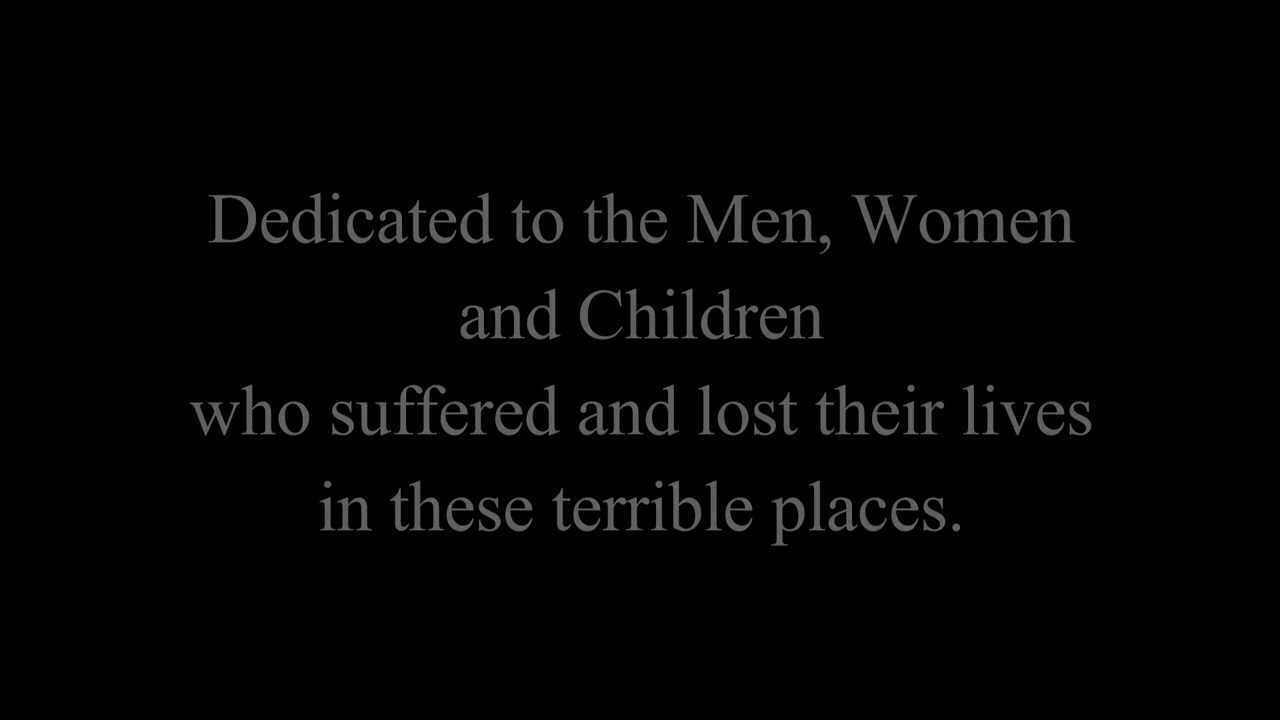 Dedicated to the Men, Women
and Children
who suffered and lost their lives
in these terrible places.